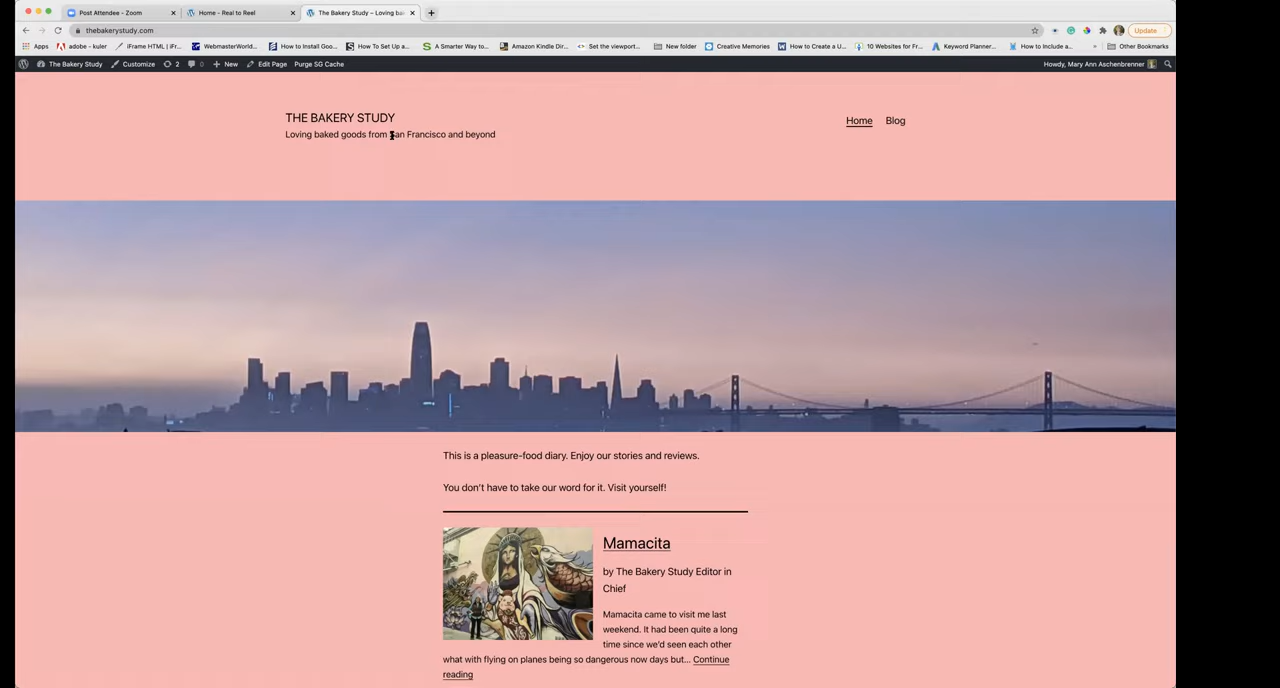 Post Attendee - Zoom
Home - Real to Reel
The Bakery Study – Loving ba
thebakerystudy.com
Update
Apps
adobe - kuler
iFrame HTML | iFr...
WebmasterWorld...
How to Install Goo...
How To Set Up a...
A Smarter Way to...
Amazon Kindle Dir...
Set the viewport...
New folder
Creative Memories
How to Create a U...
10 Websites for Fr...
Keyword Planner...
How to Include a...
»
Other Bookmarks
The Bakery Study
Customize
2
0
New
Edit Page
Purge SG Cache
Howdy, Mary Ann Aschenbrenner
THE BAKERY STUDY
Loving baked goods from San Francisco and beyond
Home
Blog
This is a pleasure-food diary. Enjoy our stories and reviews.
You don't have to take our word for it. Visit yourself!
Mamacita
by The Bakery Study Editor in
Chief
Mamacita came to visit me last
weekend. It had been quite a long
time since we'd seen each other
what with flying on planes being so dangerous now days but... Continue
reading